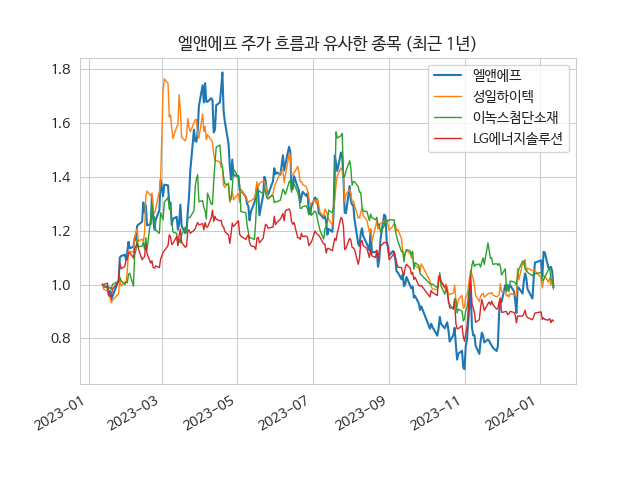 엘앤에프 주가 흐름과 유사한 종목 (최근 1년)
엘앤에프
성일하이텍
이녹스첨단소재
LG에너지솔루션
1.8
1.6
1.4
1.2
1.0
0.8
2023-01
2023-03
2023-05
2023-07
2023-09
2023-11
2024-01